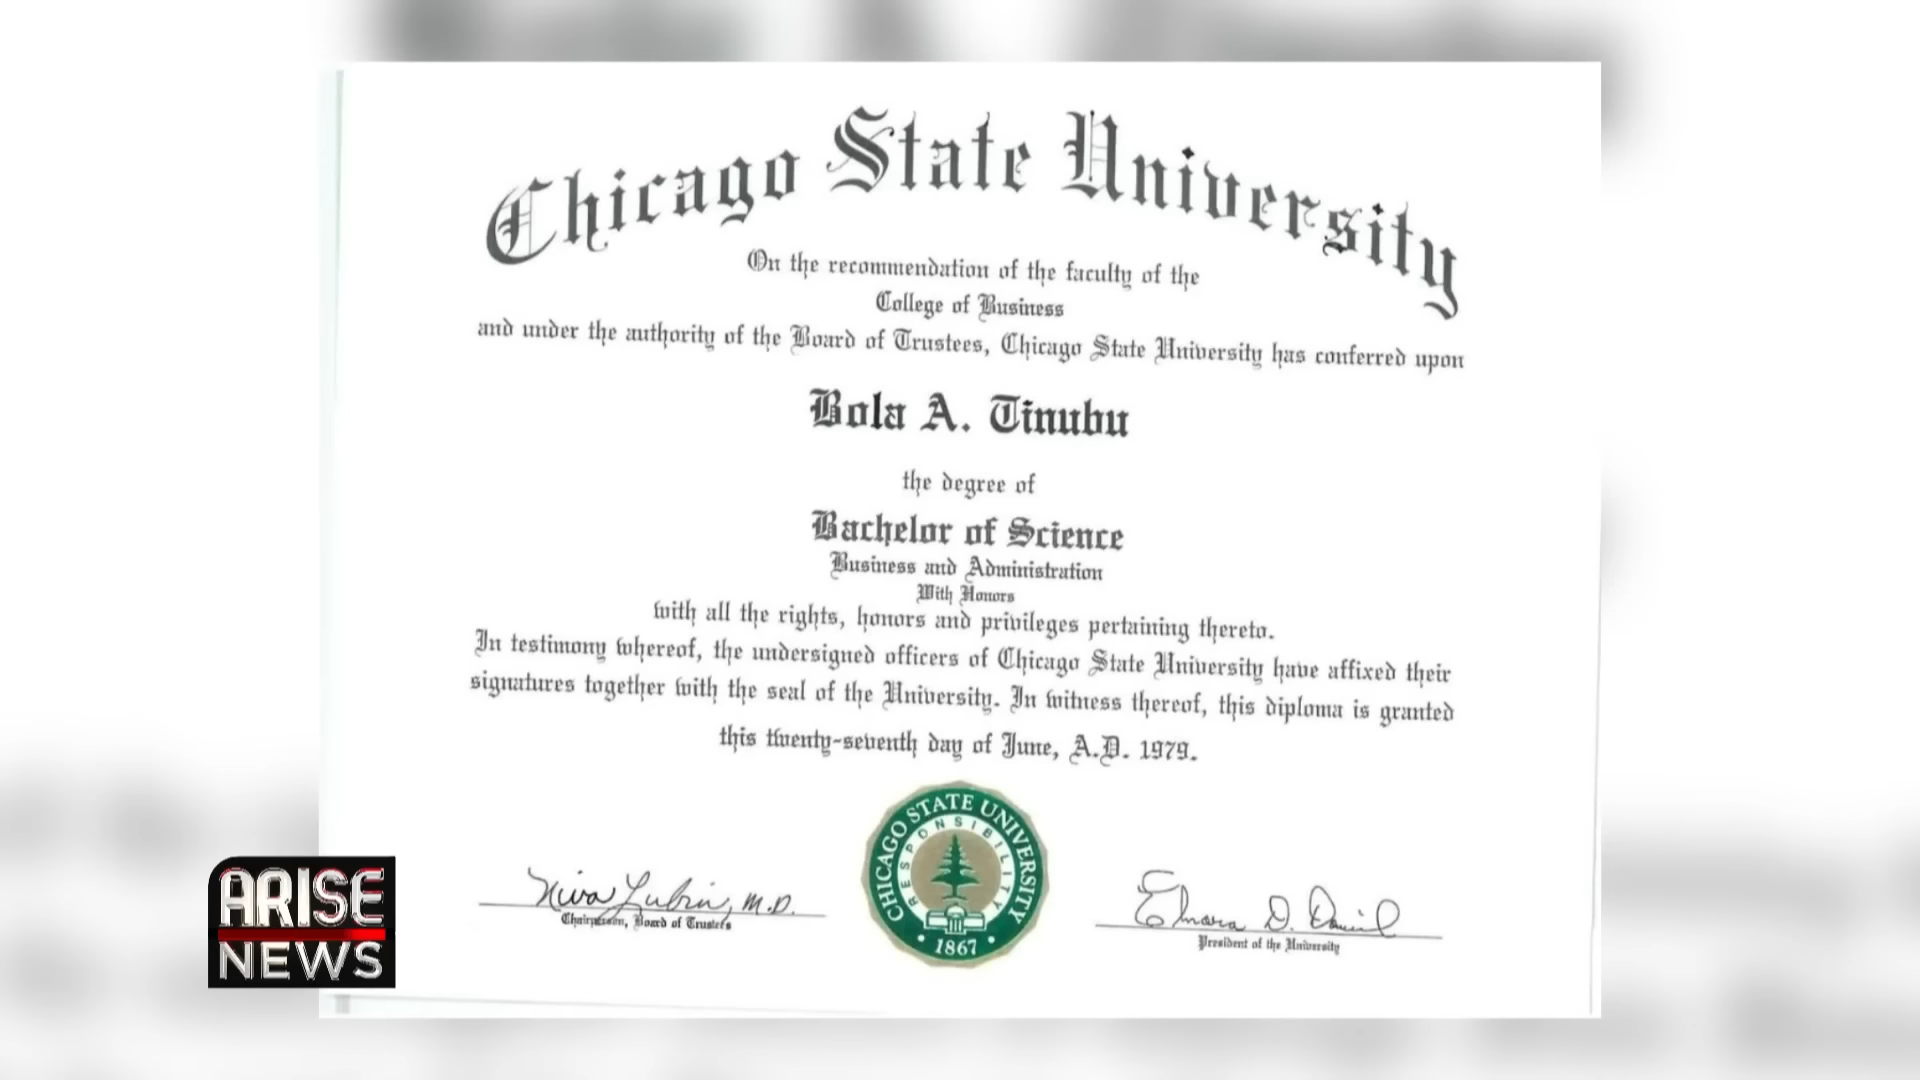 Chicago State University
On the recommendation of the faculty of the
College of Business
and under the authority of the Board of Trustees, Chicago State University has conferred upon
Bola A. Tinubu
the degree of
Bachelor of Science
Business and Administration
With Honors
with all the rights, honors and privileges pertaining thereto.
In testimony whereof, the undersigned officers of Chicago State University have affixed their
signatures together with the seal of the University. In witness thereof, this diploma is granted
this twenty-seventh day of June, A.D. 1979.
CHICAGO STATE UNIVERSITY
RESPONSIBILITY
• 1867 •
Niva Lubin, M.D.
Chairperson, Board of Trustees
Elnora D. Daniel
President of the University
ARISE
NEWS